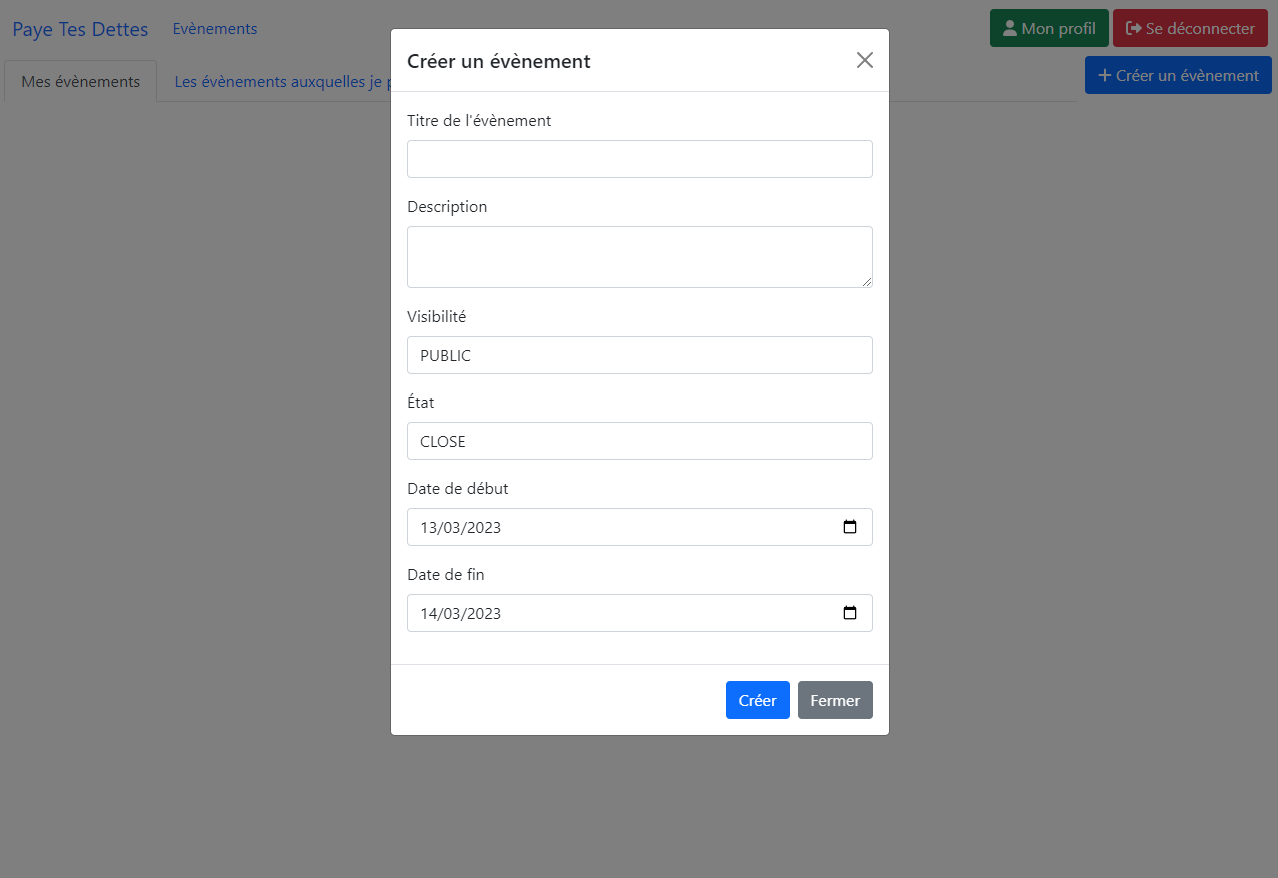 Paye Tes Dettes Evènements Mon profil Se déconnecter
Mes évènements Les évènements auxquelles je Créer un évènement
Créer un évènement
Titre de l'évènement
Description
Visibilité
PUBLIC
État
CLOSE
Date de début
13/03/2023
Date de fin
14/03/2023
Créer Fermer